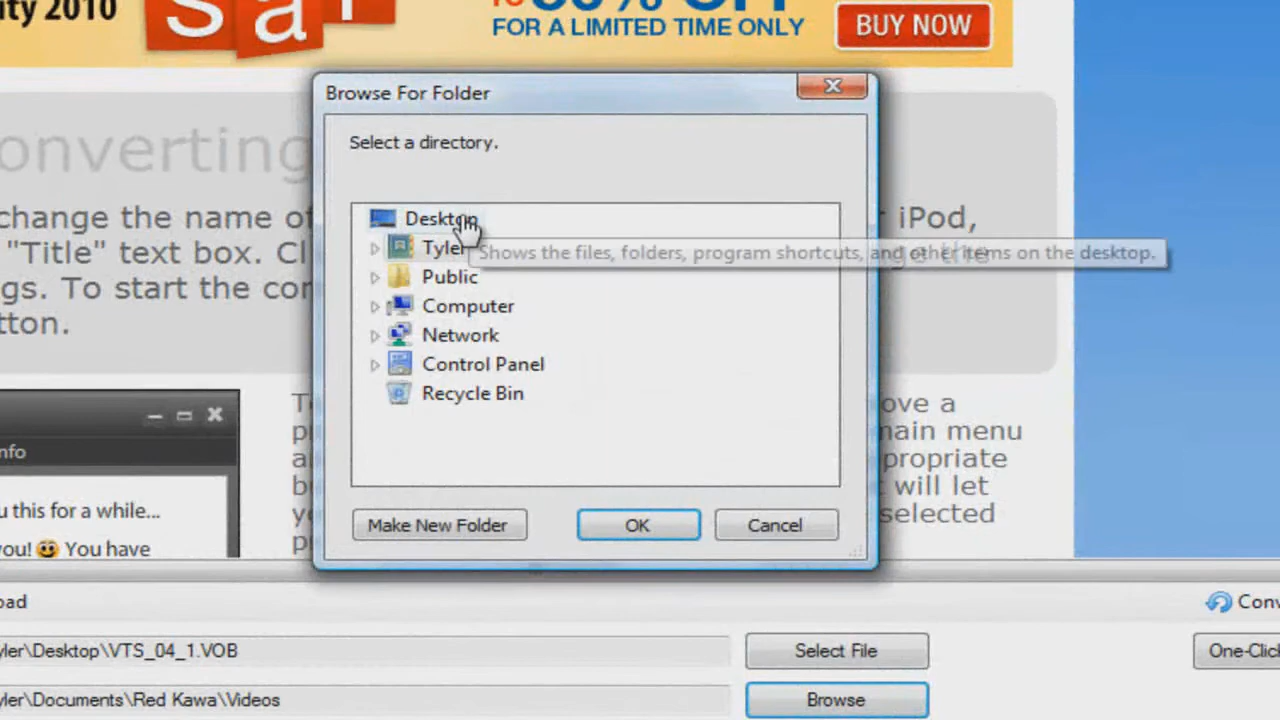 ity 2010
Sal
80% OFF
FOR A LIMITED TIME ONLY
BUY NOW
Browse For Folder
Select a directory.
onverting
change the name of
iPod,
"Title" text box. Cl
gs. To start the con
tton.
Desktop
Tyler
Shows the files, folders, program shortcuts, and other items on the desktop.
Public
Computer
Network
Control Panel
Recycle Bin
Make New Folder
OK
Cancel
nfo
u this for a while...
you! You have
ove a
main menu
propriate
will let
selected
oad
Conv
yler\Desktop\VTS_04_1.VOB
Select File
One-Click
yler\Documents\Red Kawa\Videos
Browse